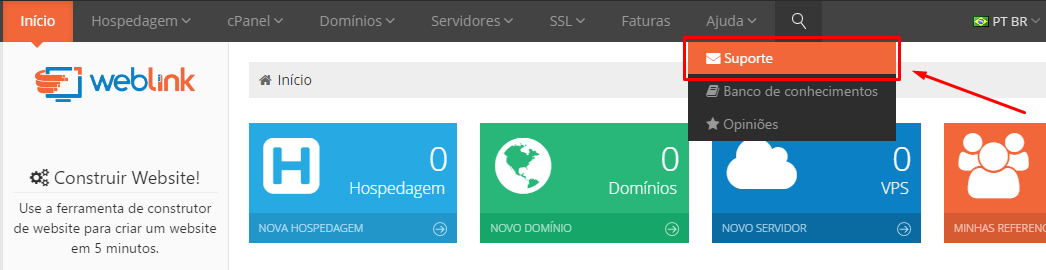 Início
Hospedagem
cPanel
Domínios
Servidores
SSL
Faturas
Ajuda
PT BR
weblink
Início
Suporte
Banco de conhecimentos
Opiniões
Construir Website!
Use a ferramenta de construtor
de website para criar um website
em 5 minutos.
H
0
Hospedagem
NOVA HOSPEDAGEM
0
Domínios
NOVO DOMÍNIO
0
VPS
NOVO SERVIDOR
MINHAS REFERENC